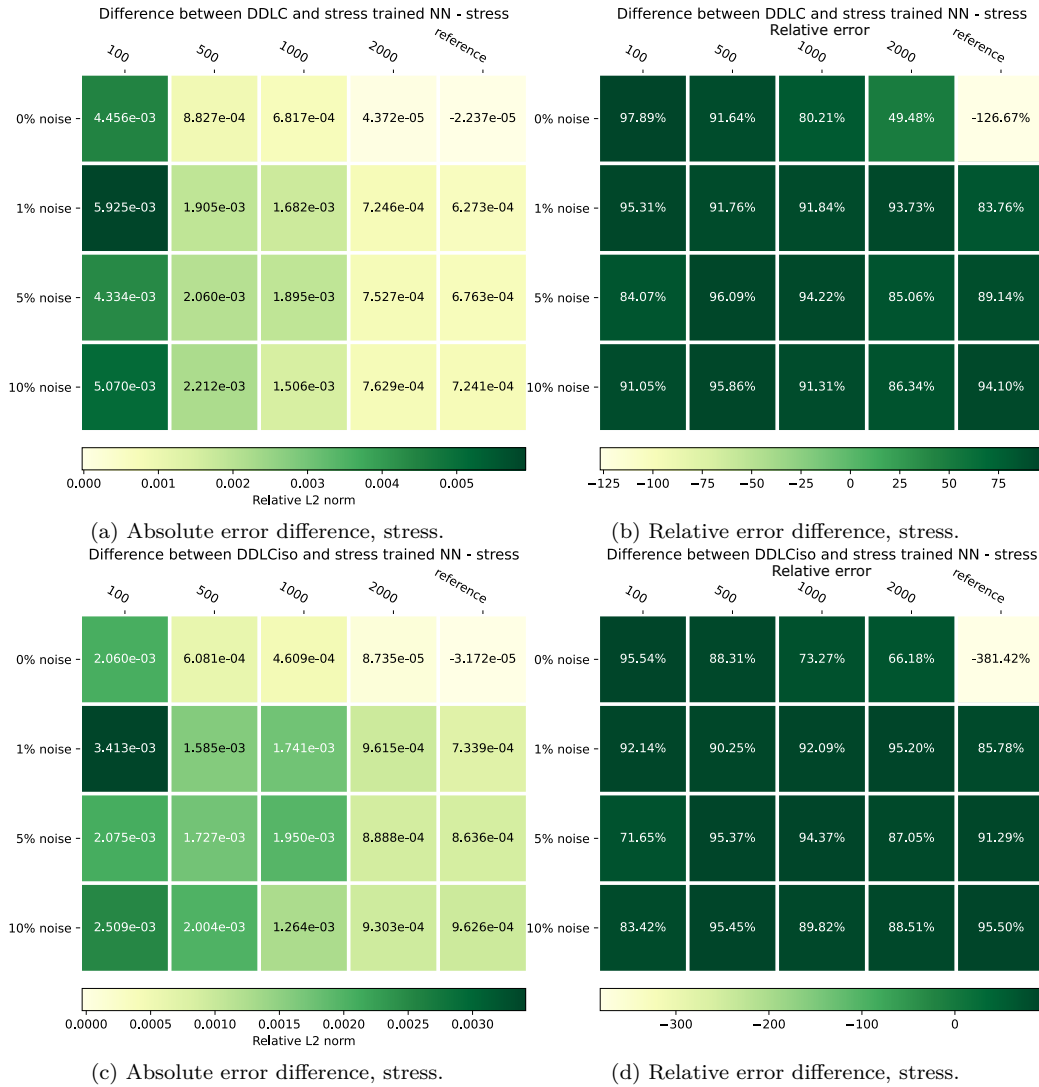 Difference between DDLC and stress trained NN - stress
100 500 1000 2000 reference
0% noise 4.456e-03 8.827e-04 6.817e-04 4.372e-05 -2.237e-05
1% noise 5.925e-03 1.905e-03 1.682e-03 7.246e-04 6.273e-04
5% noise 4.334e-03 2.060e-03 1.895e-03 7.527e-04 6.763e-04
10% noise 5.070e-03 2.212e-03 1.506e-03 7.629e-04 7.241e-04
0.000 0.001 0.002 0.003 0.004 0.005
Relative L2 norm
(a) Absolute error difference, stress.
Difference between DDLC and stress trained NN - stress
Relative error
100 500 1000 2000 reference
0% noise 97.89% 91.64% 80.21% 49.48% -126.67%
1% noise 95.31% 91.76% 91.84% 93.73% 83.76%
5% noise 84.07% 96.09% 94.22% 85.06% 89.14%
10% noise 91.05% 95.86% 91.31% 86.34% 94.10%
−125 −100 −75 −50 −25 0 25 50 75
(b) Relative error difference, stress.
Difference between DDLCiso and stress trained NN - stress
100 500 1000 2000 reference
0% noise 2.060e-03 6.081e-04 4.609e-04 8.735e-05 -3.172e-05
1% noise 3.413e-03 1.585e-03 1.741e-03 9.615e-04 7.339e-04
5% noise 2.075e-03 1.727e-03 1.950e-03 8.888e-04 8.636e-04
10% noise 2.509e-03 2.004e-03 1.264e-03 9.303e-04 9.626e-04
0.0000 0.0005 0.0010 0.0015 0.0020 0.0025 0.0030
Relative L2 norm
(c) Absolute error difference, stress.
Difference between DDLCiso and stress trained NN - stress
Relative error
100 500 1000 2000 reference
0% noise 95.54% 88.31% 73.27% 66.18% -381.42%
1% noise 92.14% 90.25% 92.09% 95.20% 85.78%
5% noise 71.65% 95.37% 94.37% 87.05% 91.29%
10% noise 83.42% 95.45% 89.82% 88.51% 95.50%
−300 −200 −100 0
(d) Relative error difference, stress.